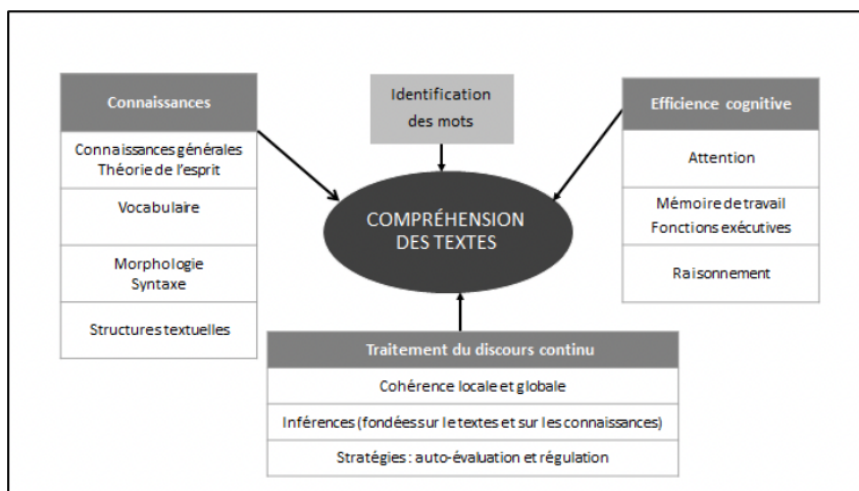 Connaissances
Connaissances générales
Théorie de l'esprit
Vocabulaire
Morphologie
Syntaxe
Structures textuelles
Identification
des mots
COMPRÉHENSION
DES TEXTES
Efficience cognitive
Attention
Mémoire de travail
Fonctions exécutives
Raisonnement
Traitement du discours continu
Cohérence locale et globale
Inférences (fondées sur le textes et sur les connaissances)
Stratégies : auto-évaluation et régulation